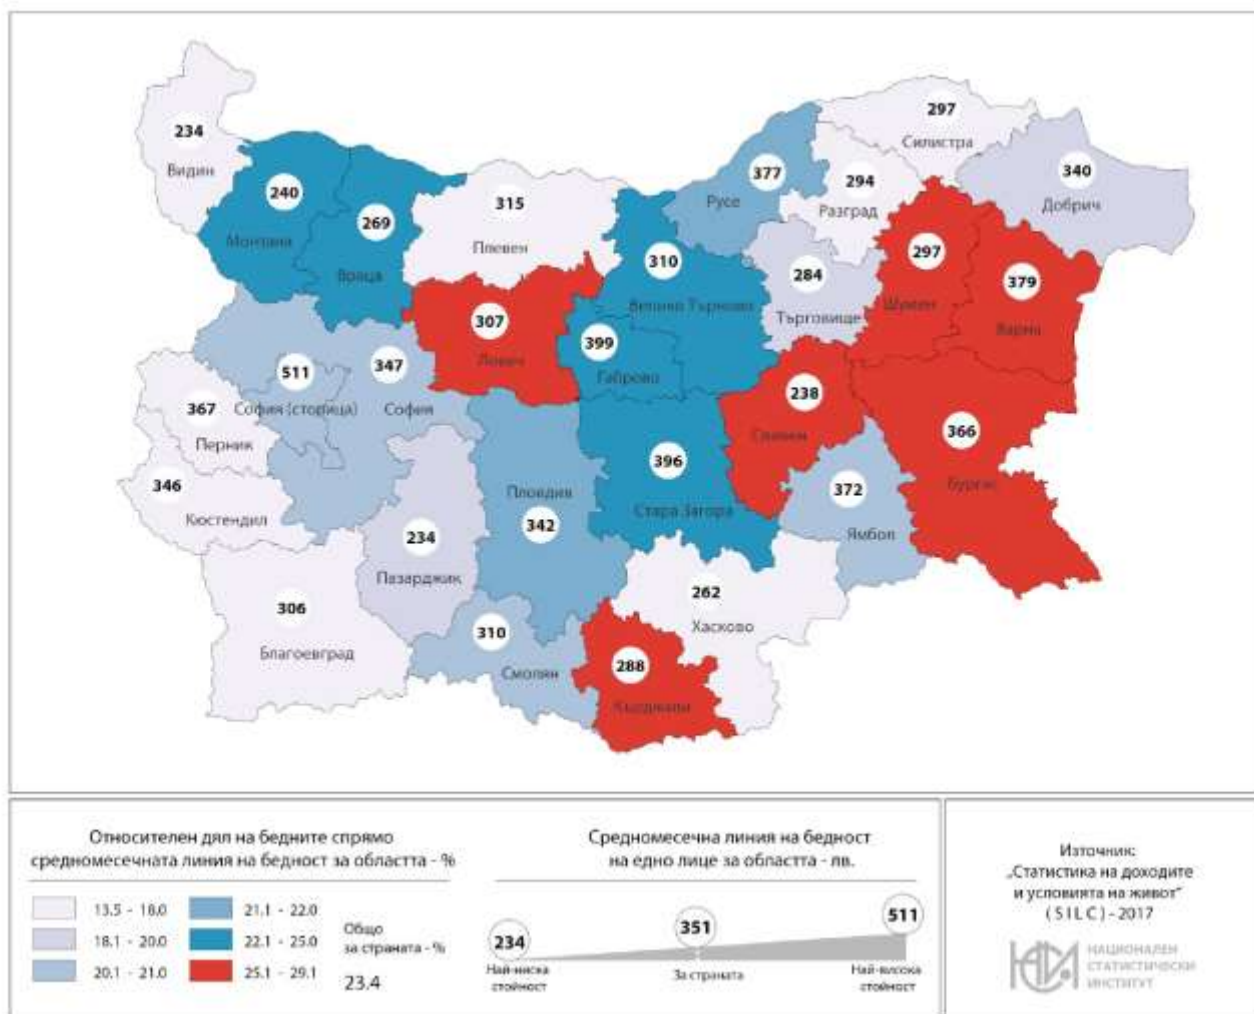 297
Силистра
234
Видин
340
Добрич
377
Русе
294
Разград
240
Монтана
315
Плевен
269
Враца
310
Велико Търново
284
Търговище
297
Шумен
379
Варна
307
Ловеч
399
Габрово
511
София (сторица)
347
София
367
Перник
238
Сливен
366
Бургас
396
Стара Загора
346
Кюстендил
372
Ямбол
Пловдив
342
234
Пазарджик
262
Хасково
306
Благоевград
310
Смолян
288
Кърджали
Относителен дял на бедните спрямо
средномесечната линия на бедност за областта - %
13.5 - 18.0
18.1 - 20.0
20.1 - 21.0
21.1 - 22.0
22.1 - 25.0
25.1 - 29.1
Общо
за страната - %
23.4
Средномесечна линия на бедност
на едно лице за областта - лв.
234
351
511
Най-ниска
стойност
За страната
Най-висока
стойност
Източник:
„Статистика на доходите
и условията на живот"
( S I L C ) - 2017
НСИ
НАЦИОНАЛЕН
СТАТИСТИЧЕСКИ
ИНСТИТУТ